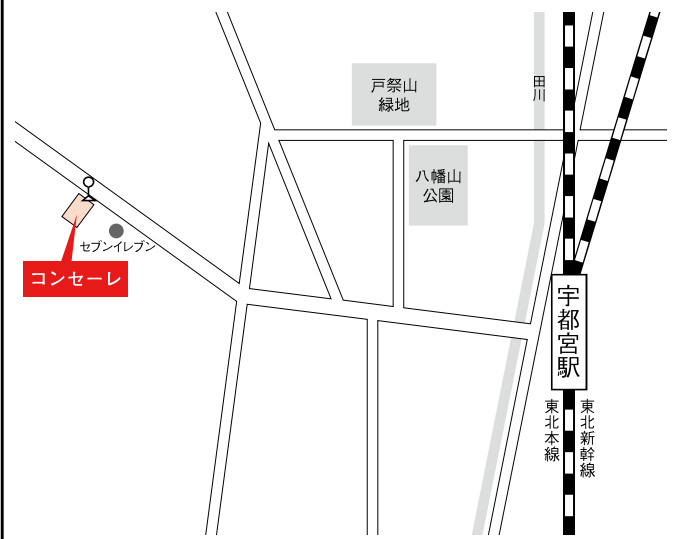 戸祭山
緑地
田川
八幡山
公園
セブンイレブン
コンセーレ
宇都宮駅
東北本線
東北新幹線